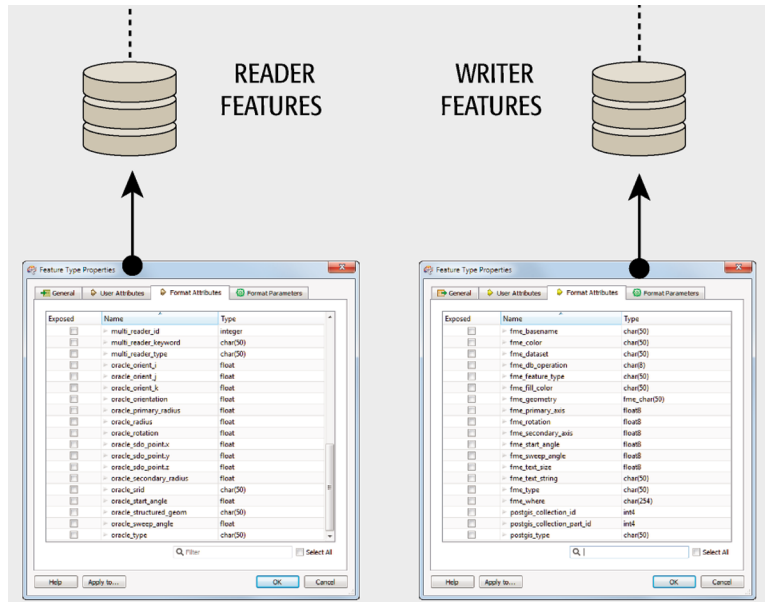 READER
FEATURES
WRITER
FEATURES
Feature Type Properties
General User Attributes Format Attributes Format Parameters
Exposed Name Type
multi_reader_id integer
multi_reader_keyword char(50)
multi_reader_type char(50)
oracle_orient_i float
oracle_orient_j float
oracle_orient_k float
oracle_orientation float
oracle_primary_radius float
oracle_radius float
oracle_rotation float
oracle_sdo_point.x float
oracle_sdo_point.y float
oracle_sdo_point.z float
oracle_secondary_radius float
oracle_srid char(50)
oracle_start_angle float
oracle_structured_geom char(50)
oracle_sweep_angle float
oracle_type char(50)
Filter Select All
Help Apply to... OK Cancel
Feature Type Properties
General User Attributes Format Attributes Format Parameters
Exposed Name Type
fme_basename char(50)
fme_color char(50)
fme_dataset char(50)
fme_db_operation char(8)
fme_feature_type char(50)
fme_fill_color char(50)
fme_geometry fme_char(50)
fme_primary_axis float8
fme_rotation float8
fme_secondary_axis float8
fme_start_angle float8
fme_sweep_angle float8
fme_text_size float8
fme_text_string char(50)
fme_type char(50)
fme_where char(254)
postgis_collection_id int4
postgis_collection_part_id int4
postgis_type char(50)
Select All
Help Apply to... OK Cancel